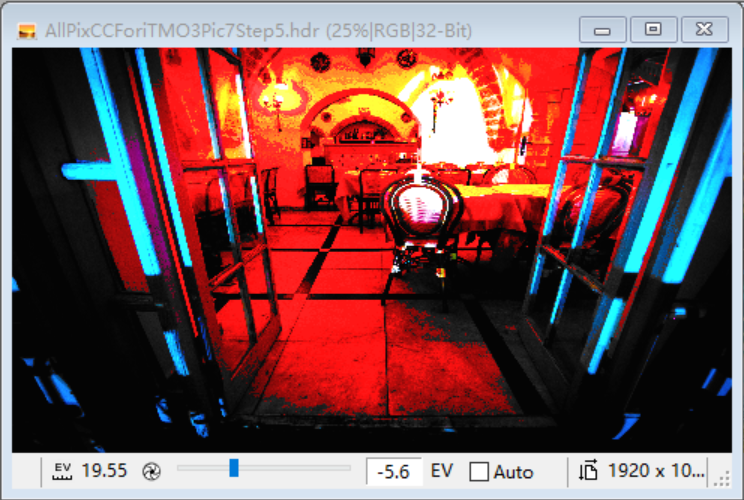 AllPixCCForiTMO3Pic7Step5.hdr (25%|RGB|32-Bit)
EV 19.55 -5.6 EV Auto 1920 x 10...